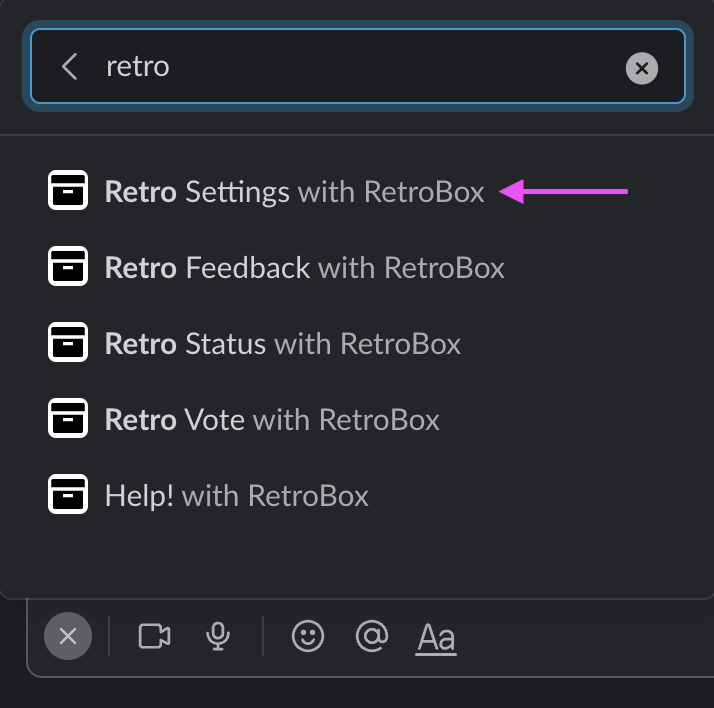 retro
Retro Settings with RetroBox
Retro Feedback with RetroBox
Retro Status with RetroBox
Retro Vote with RetroBox
Help! with RetroBox
Aa